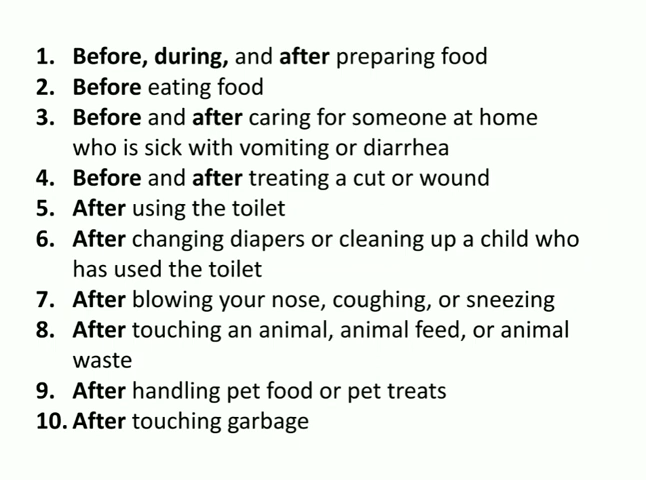 1. Before, during, and after preparing food
2. Before eating food
3. Before and after caring for someone at home
who is sick with vomiting or diarrhea
4. Before and after treating a cut or wound
5. After using the toilet
6. After changing diapers or cleaning up a child who
has used the toilet
7. After blowing your nose, coughing, or sneezing
8. After touching an animal, animal feed, or animal
waste
9. After handling pet food or pet treats
10. After touching garbage